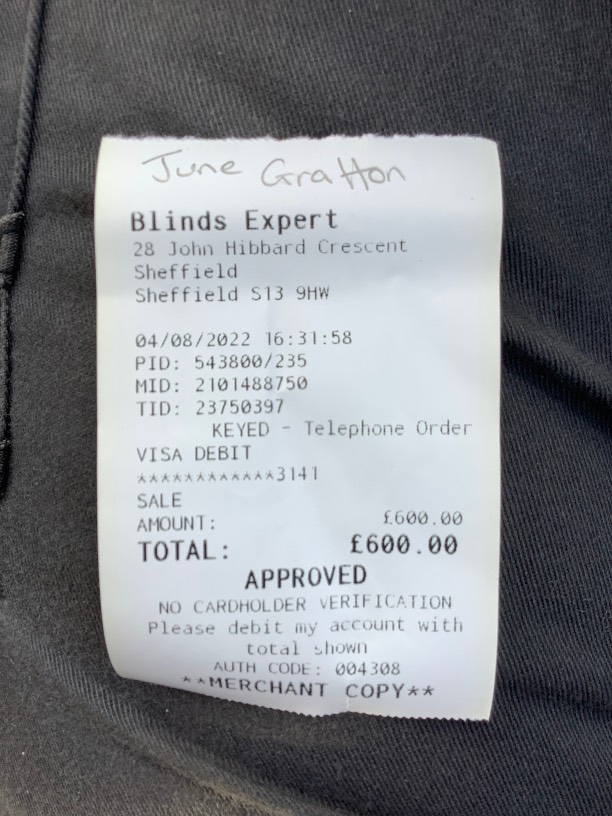 June Gratton
Blinds Expert
28 John Hibbard Crescent
Sheffield
Sheffield S13 9HW
04/08/2022 16:31:58
PID: 543800/235
MID: 2101488750
TID: 23750397
KEYED - Telephone Order
VISA DEBIT
************3141
SALE
AMOUNT: £600.00
TOTAL: £600.00
APPROVED
NO CARDHOLDER VERIFICATION
Please debit my account with
total shown
AUTH CODE: 004308
**MERCHANT COPY**